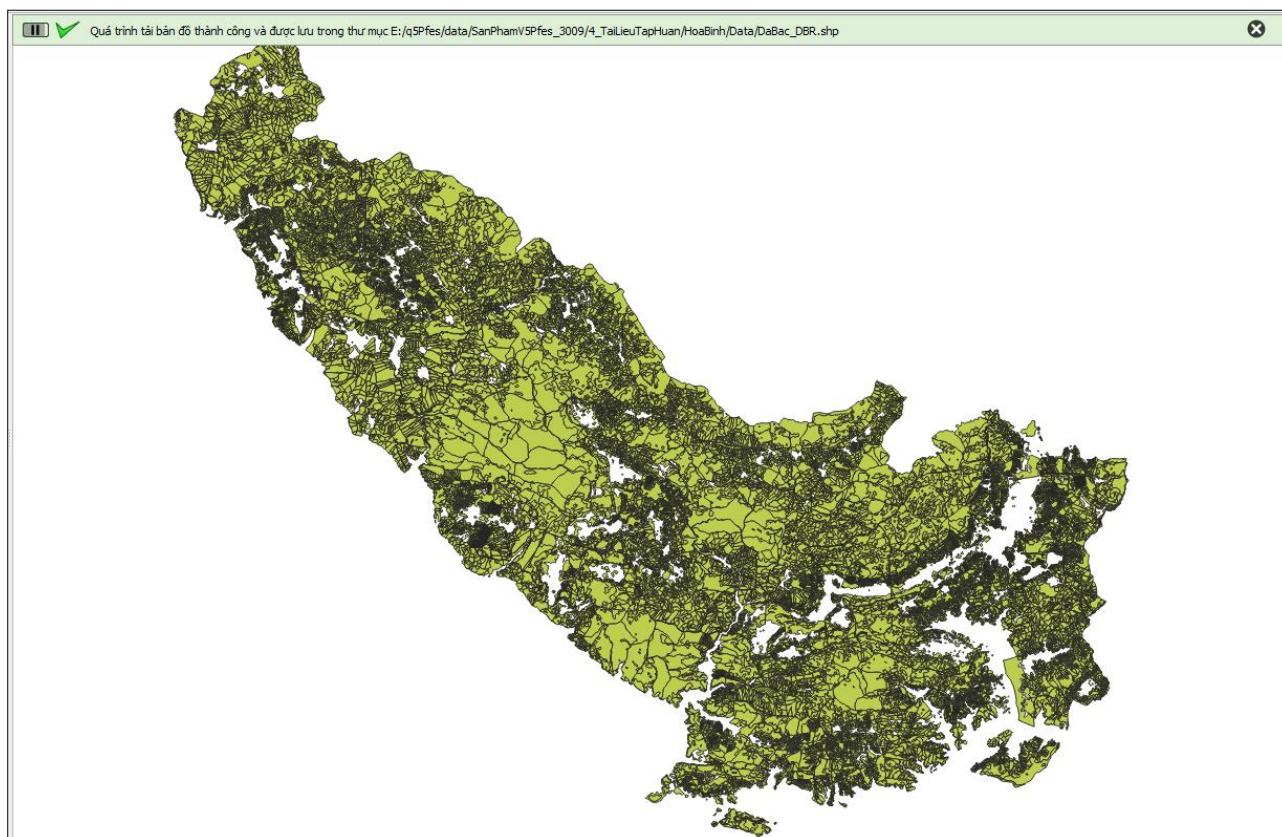 Quá trình tải bản đồ thành công và được lưu trong thư mục E:/q5Pfes/data/SanPhamV5Pfes_3009/4_TaiLieuTapHuan/HoaBinh/Data/DaBac_DBR.shp